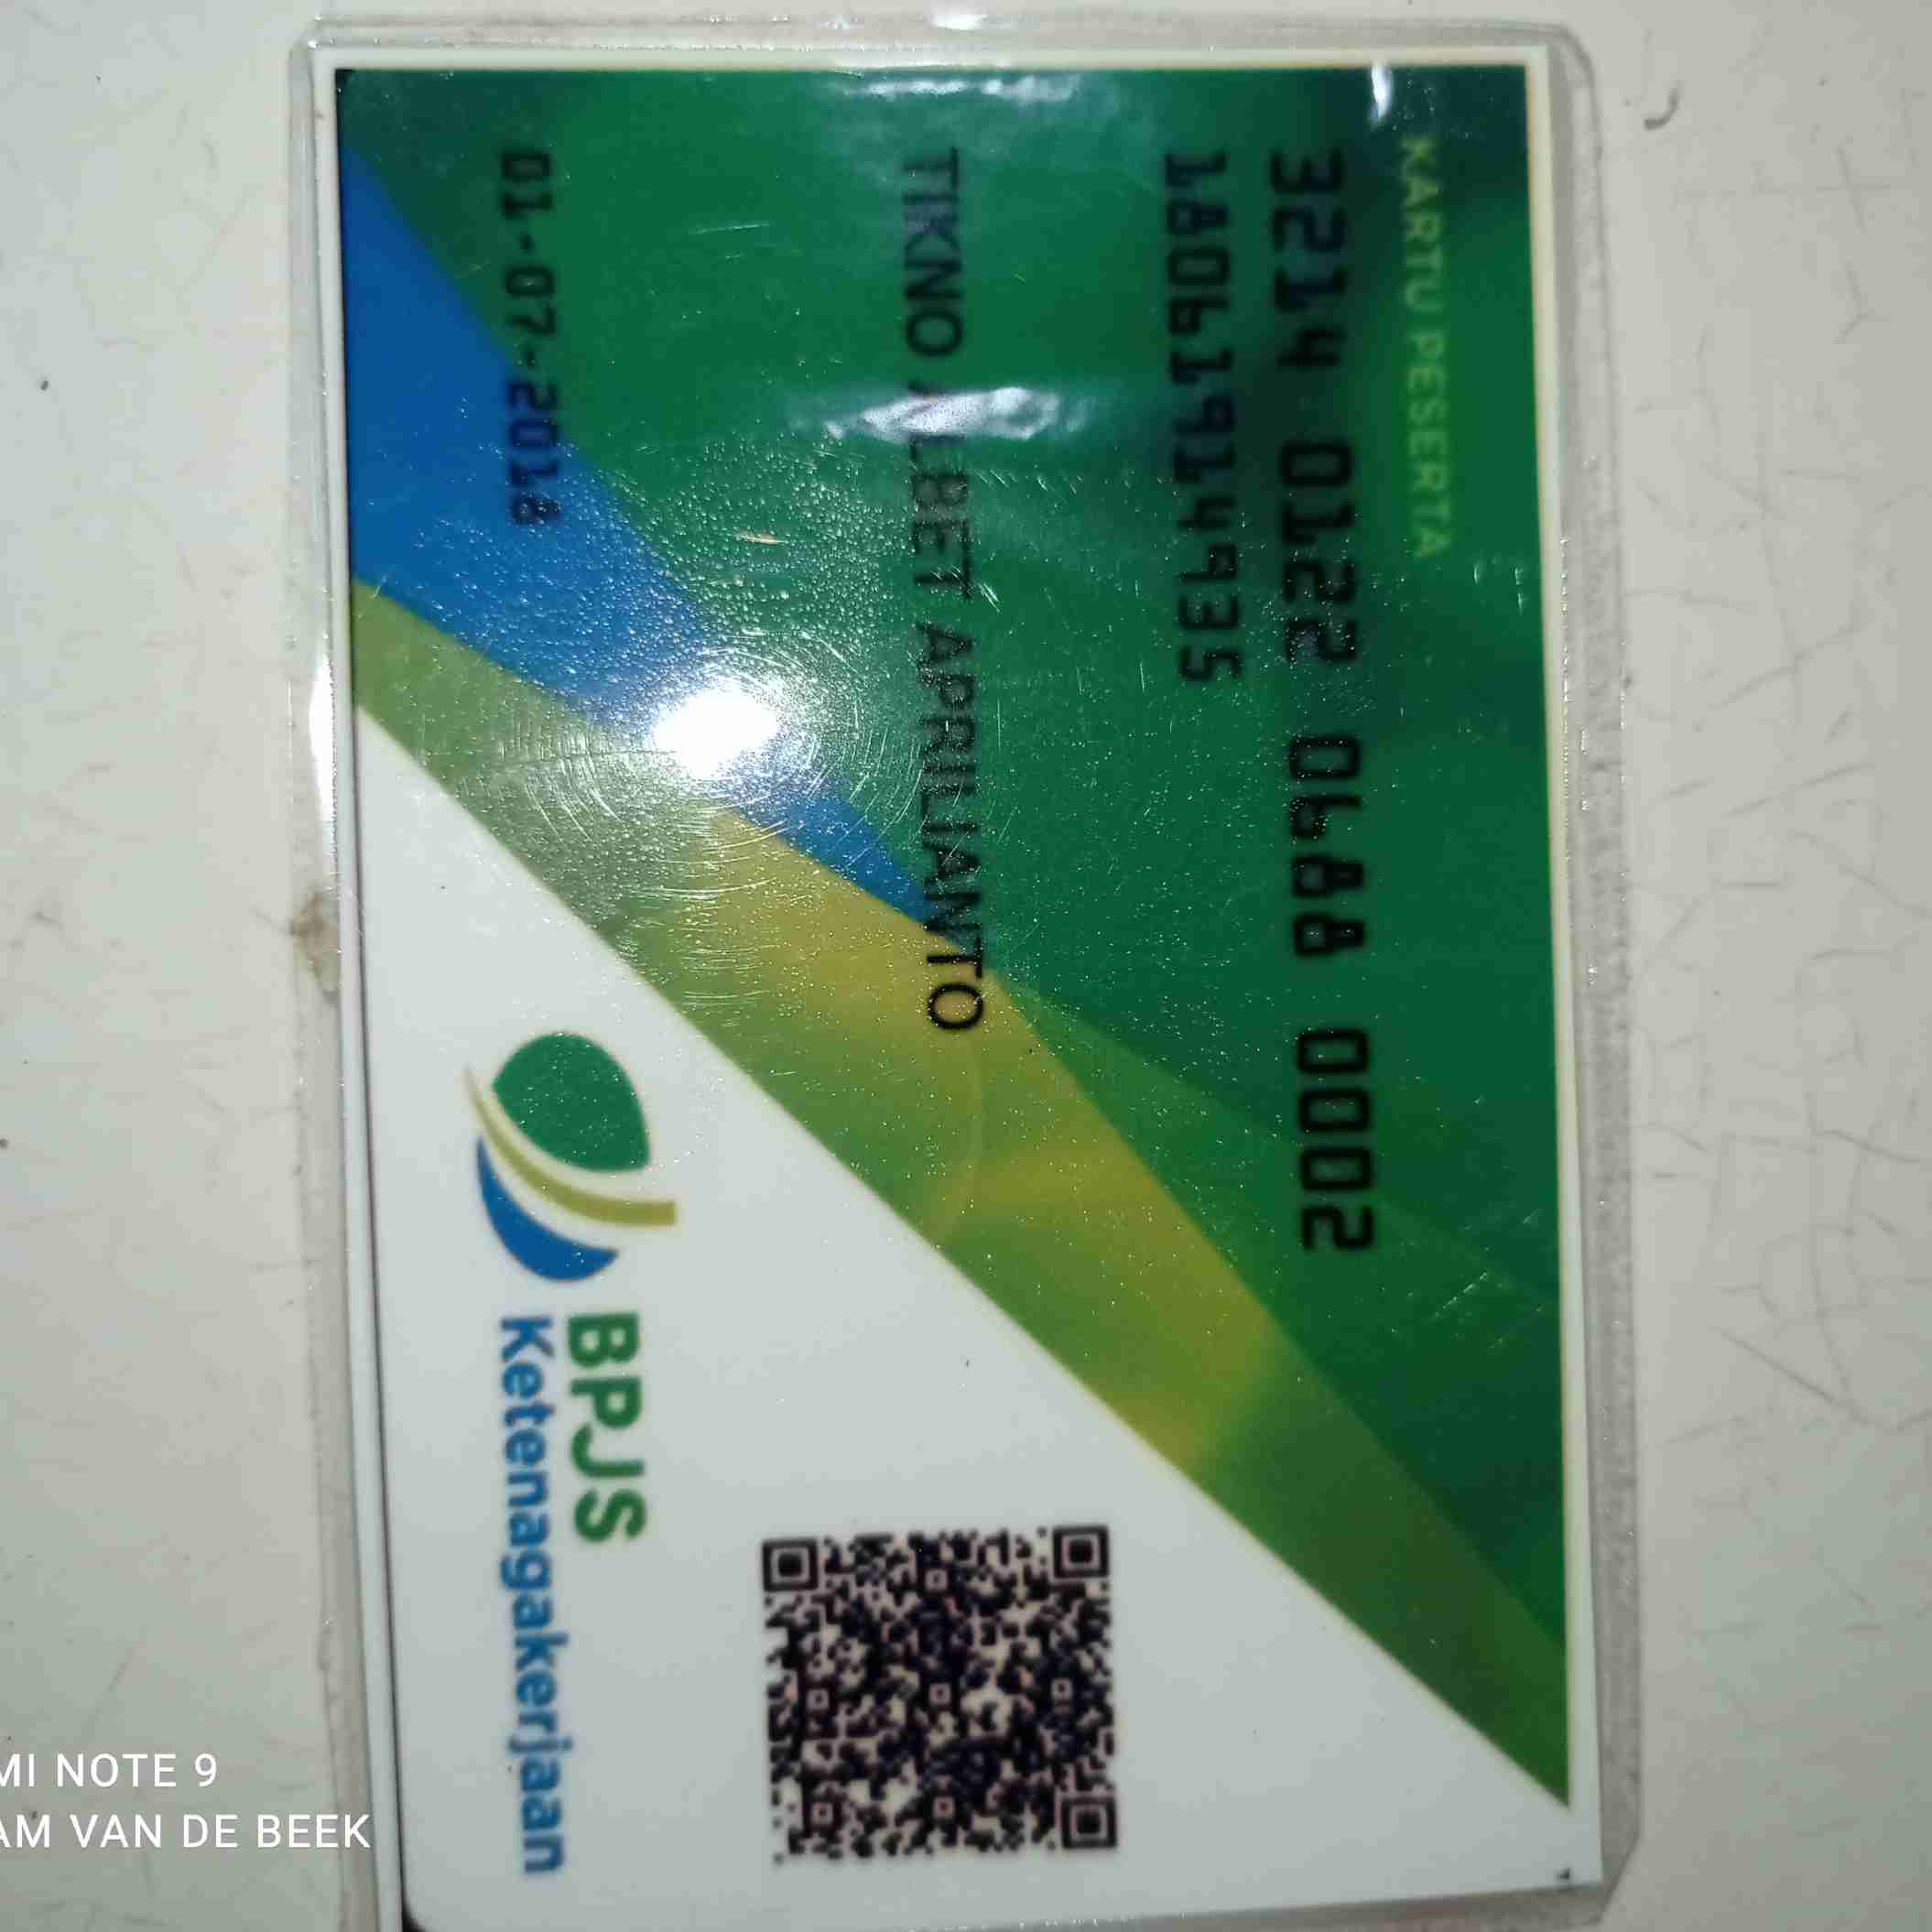 KARTU PESERTA
3214 0122 0688 0002
18061914935
TIKNO ALBET APRILIANTO
01-07-2018
BPJS
Ketenagakerjaan
MI NOTE 9
AM VAN DE BEEK